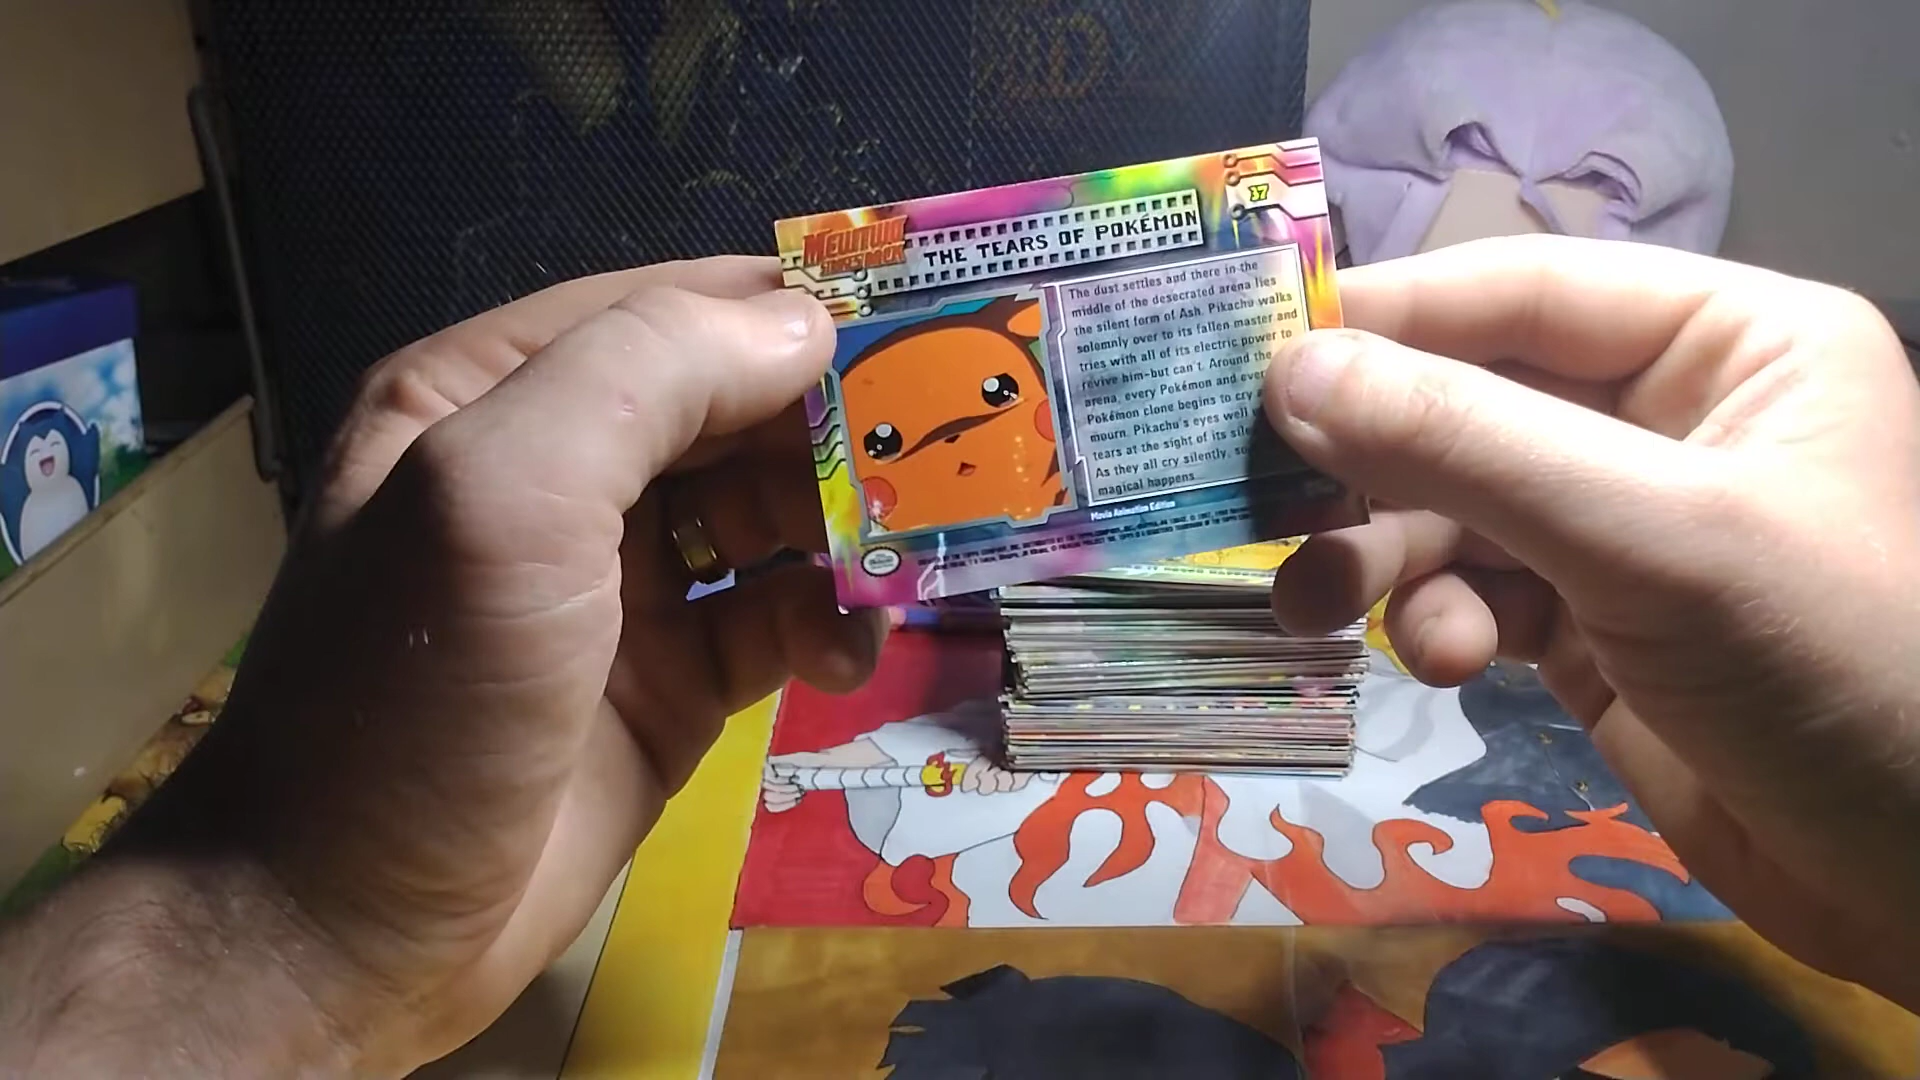 37
MEWTWO
STRIKES BACK
THE TEARS OF POKÉMON
The dust settles and there in the
middle of the desecrated arena lies
the silent form of Ash. Pikachu walks
solemnly over to its fallen master and
tries with all of its electric power to
revive him-but can't. Around the
arena, every Pokémon and
Pokémon clone begins to cry
mourn. Pikachu's eyes well
tears at the sight of its
As they all cry silently,
magical happens
Movie Animation Edition